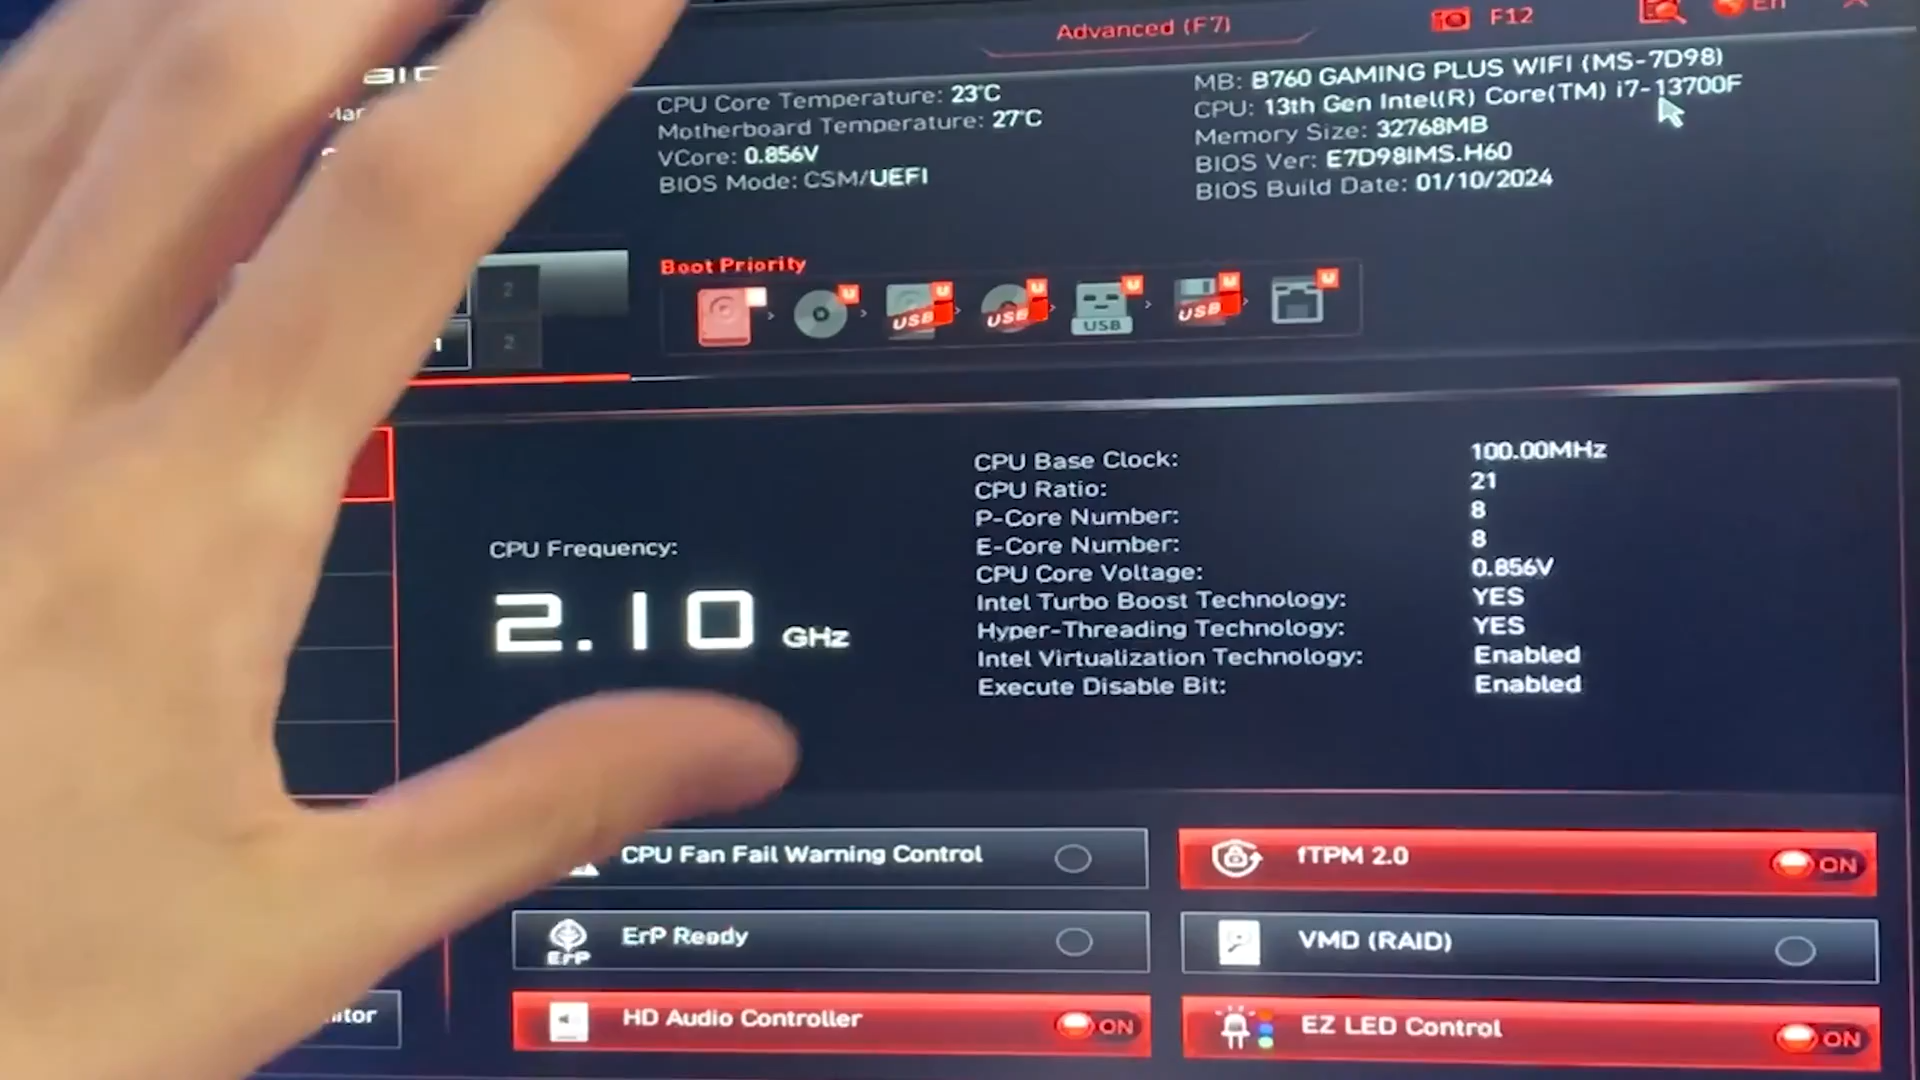 Advanced (F7)
F12
En
CPU Core Temperature: 23°C
Motherboard Temperature: 27°C
VCore: 0.856V
BIOS Mode: CSM/UEFI
MB: B760 GAMING PLUS WIFI (MS-7D98)
CPU: 13th Gen Intel(R) Core(TM) i7-13700F
Memory Size: 32768MB
BIOS Ver: E7D98IMS.H60
BIOS Build Date: 01/10/2024
Boot Priority
U U U U U U
USB USB USB USB
2
1 2
CPU Frequency:
2.10 GHz
CPU Base Clock: 100.00MHz
CPU Ratio: 21
P-Core Number: 8
E-Core Number: 8
CPU Core Voltage: 0.856V
Intel Turbo Boost Technology: YES
Hyper-Threading Technology: YES
Intel Virtualization Technology: Enabled
Execute Disable Bit: Enabled
CPU Fan Fail Warning Control
fTPM 2.0 ON
ErP
ErP Ready
VMD (RAID)
HD Audio Controller ON
EZ LED Control ON